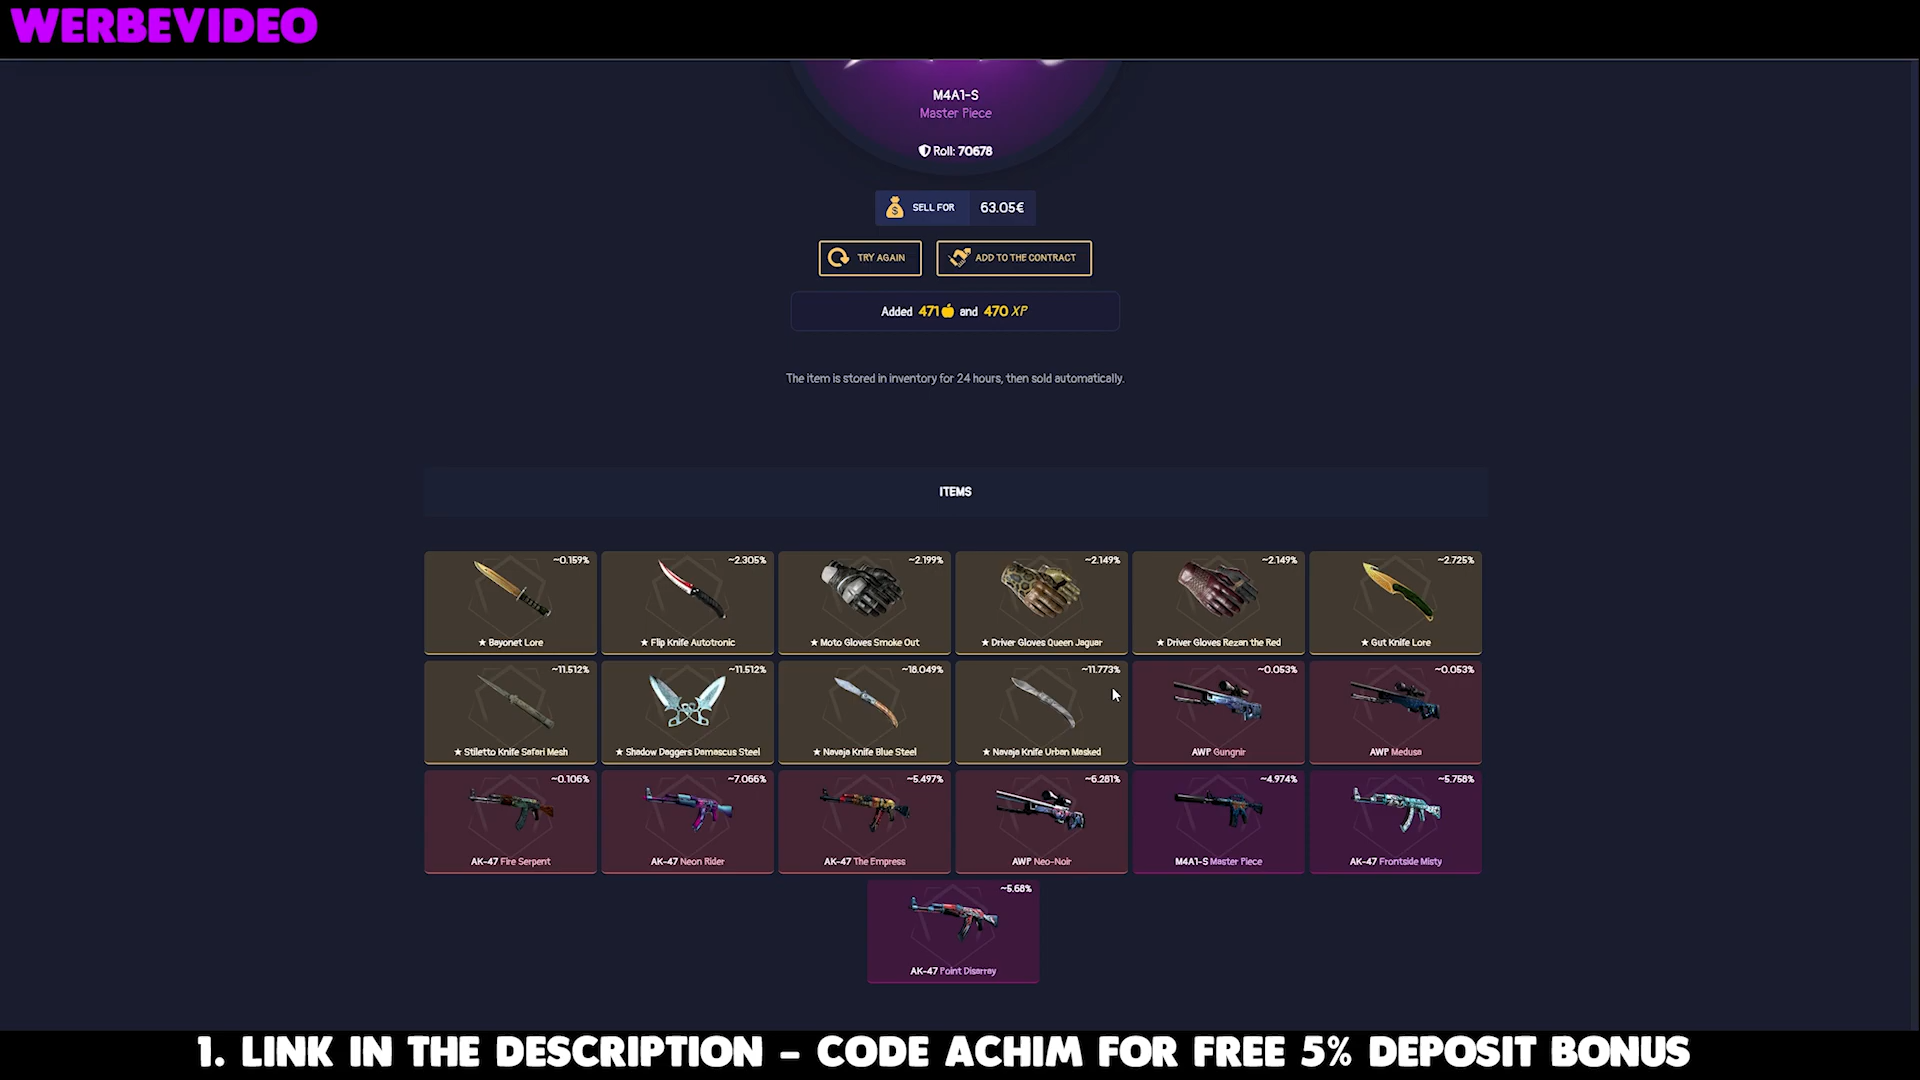 WERBEVIDEO
M4A1-S
Master Piece
Roll: 70678
SELL FOR 63.05€
TRY AGAIN ADD TO THE CONTRACT
Added 471 and 470 XP
The item is stored in inventory for 24 hours, then sold automatically.
ITEMS
~0.159% ~2.305% ~2.199% ~2.149% ~2.149% ~2.725%
★ Bayonet Lore ★ Flip Knife Autotronic ★ Moto Gloves Smoke Out ★ Driver Gloves Queen Jaguar ★ Driver Gloves Rezan the Red ★ Gut Knife Lore
~11.512% ~11.512% ~18.049% ~11.773% ~0.053% ~0.053%
★ Stiletto Knife Safari Mesh ★ Shadow Daggers Damascus Steel ★ Navaja Knife Blue Steel ★ Navaja Knife Urban Masked AWP Gungnir AWP Medusa
~0.106% ~7.066% ~5.497% ~6.281% ~4.974% ~5.758%
AK-47 Fire Serpent AK-47 Neon Rider AK-47 The Empress AWP Neo-Noir M4A1-S Master Piece AK-47 Frontside Misty
~5.68%
AK-47 Point Disarray
1. LINK IN THE DESCRIPTION – CODE ACHIM FOR FREE 5% DEPOSIT BONUS